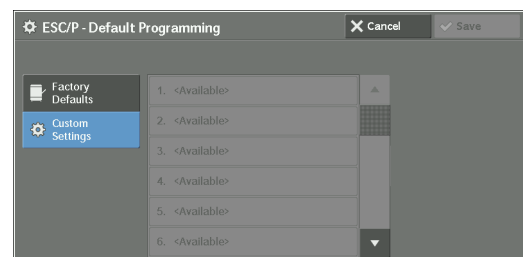 ESC/P - Default Programming
Cancel
Save
Factory
Defaults
Custom
Settings
1. <Available>
2. <Available>
3. <Available>
4. <Available>
5. <Available>
6. <Available>